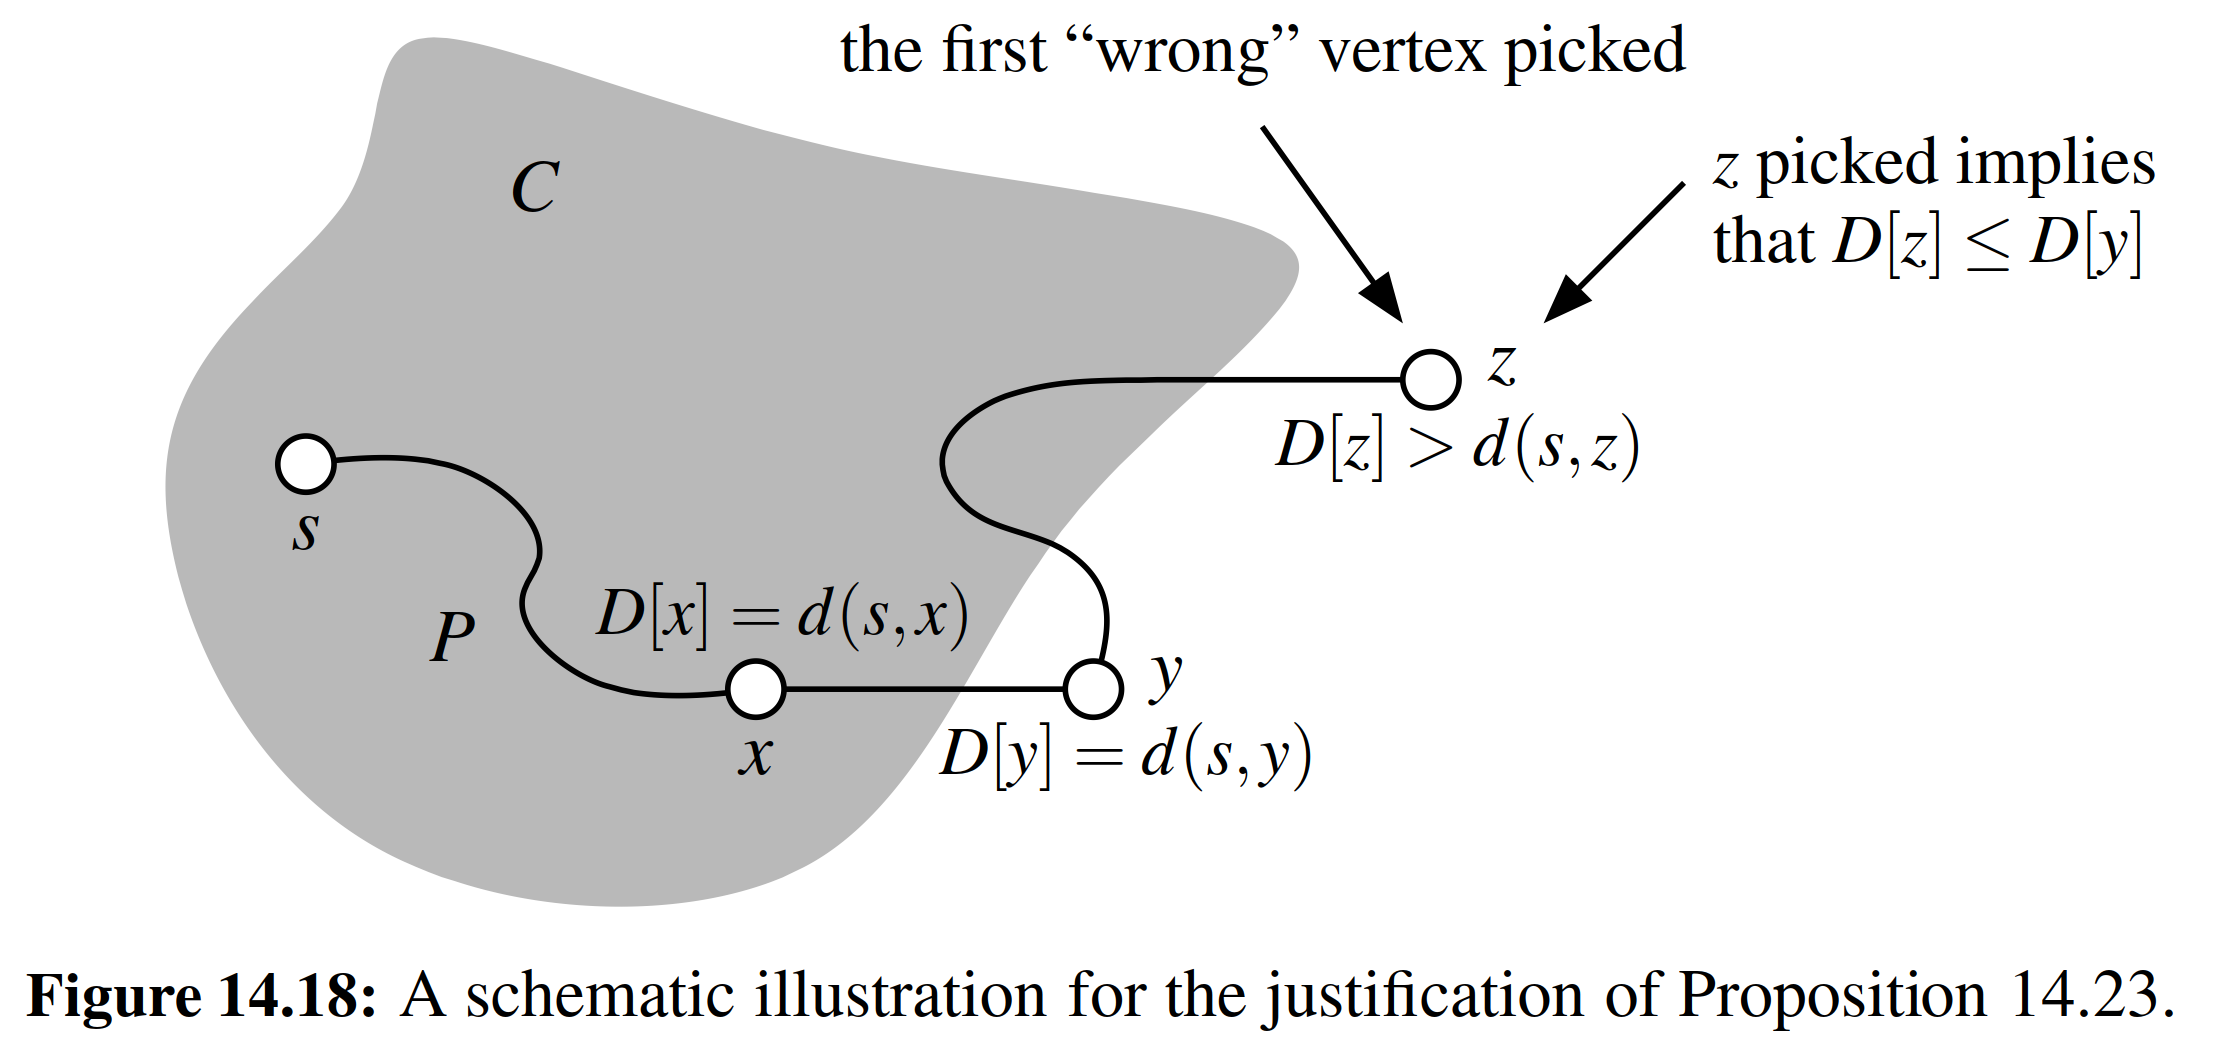 the first “wrong” vertex picked
z picked implies
that D[z] ≤ D[y]
C
z
D[z] > d(s,z)
s
P
D[x] = d(s,x)
y
x
D[y] = d(s,y)
Figure 14.18: A schematic illustration for the justification of Proposition 14.23.